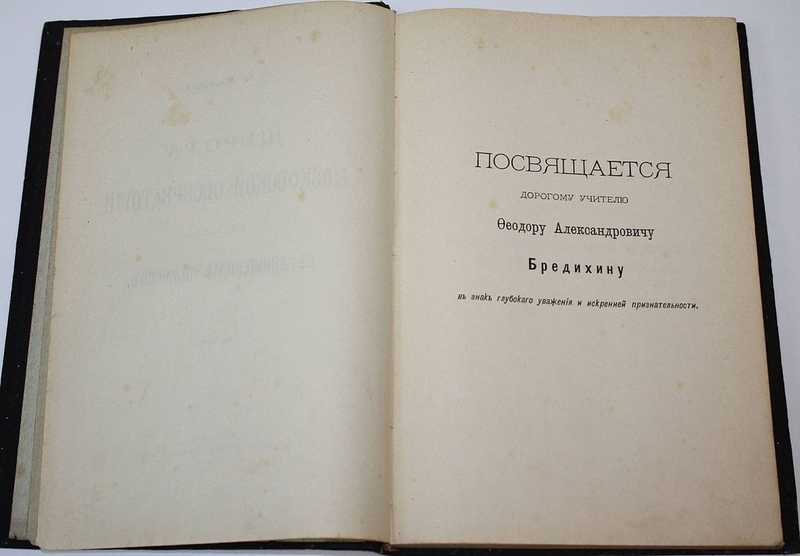 ПОСВЯЩАЕТСЯ
ДОРОГОМУ УЧИТЕЛЮ
Ѳеодору Александровичу
Бредихину
въ знакъ глубокаго уваженія и искренней признательности.